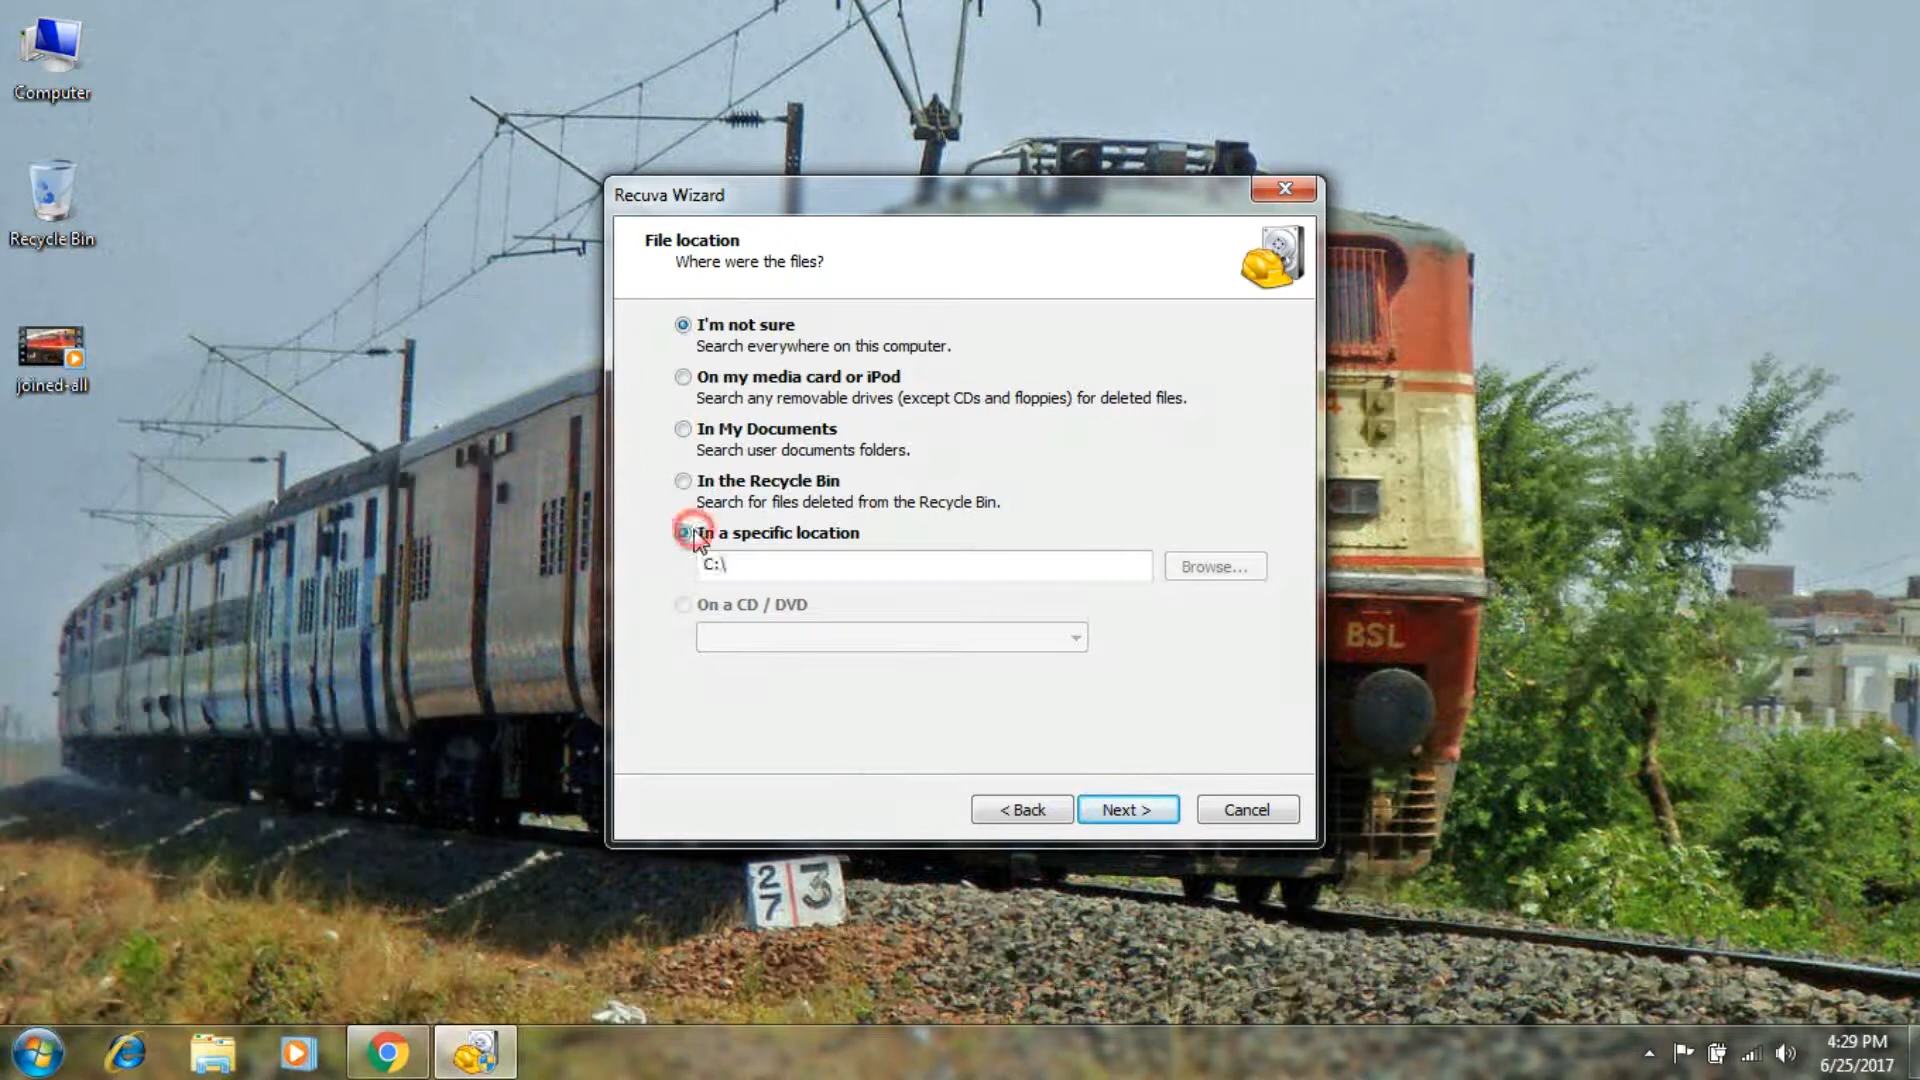 Computer
Recycle Bin
joined-all
Recuva Wizard
File location
Where were the files?
I'm not sure
Search everywhere on this computer.
On my media card or iPod
Search any removable drives (except CDs and floppies) for deleted files.
In My Documents
Search user documents folders.
In the Recycle Bin
Search for files deleted from the Recycle Bin.
In a specific location
C:\
Browse...
On a CD / DVD
< Back
Next >
Cancel
BSL
27
3
4:29 PM
6/25/2017